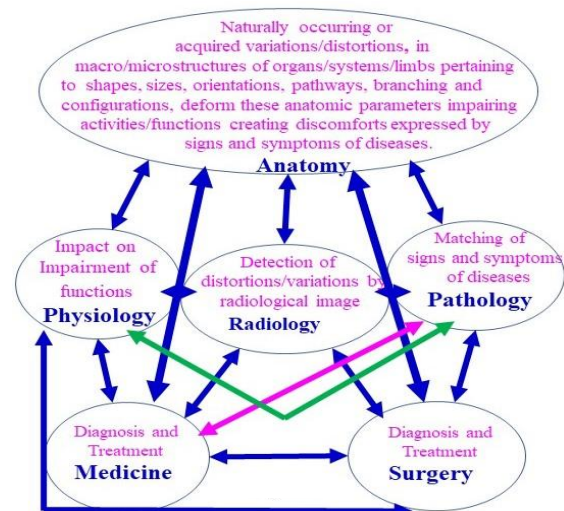 Naturally occurring or
acquired variations/distortions, in
macro/microstructures of organs/systems/limbs pertaining
to shapes, sizes, orientations, pathways, branching and
configurations, deform these anatomic parameters impairing
activities/functions creating discomforts expressed by
signs and symptoms of diseases.
Anatomy
Impact on
Impairment of
functions
Physiology
Detection of
distortions/variations by
radiological image
Radiology
Matching of
signs and symptoms
of diseases
Pathology
Diagnosis and
Treatment
Medicine
Diagnosis and
Treatment
Surgery